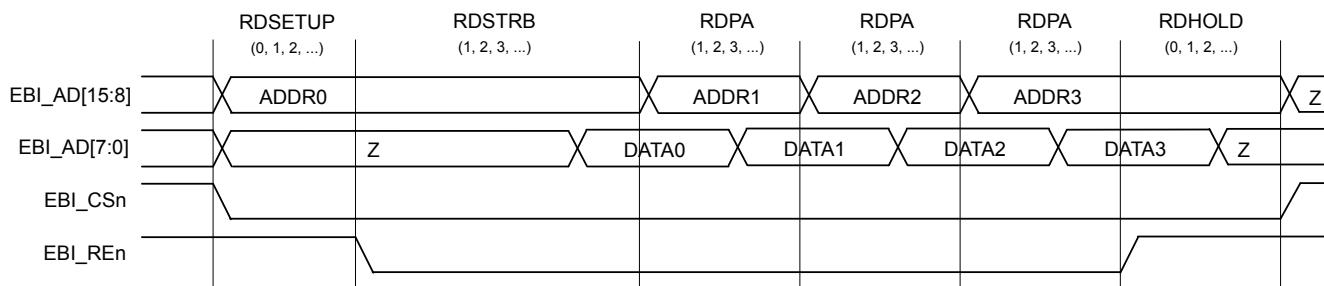 RDSETUP RDSTRB RDPA RDPA RDPA RDHOLD
(0, 1, 2, ...) (1, 2, 3, ...) (1, 2, 3, ...) (1, 2, 3, ...) (1, 2, 3, ...) (0, 1, 2, ...)
EBI_AD[15:8] ADDR0 ADDR1 ADDR2 ADDR3 Z
EBI_AD[7:0] Z DATA0 DATA1 DATA2 DATA3 Z
EBI_CSn
EBI_REn